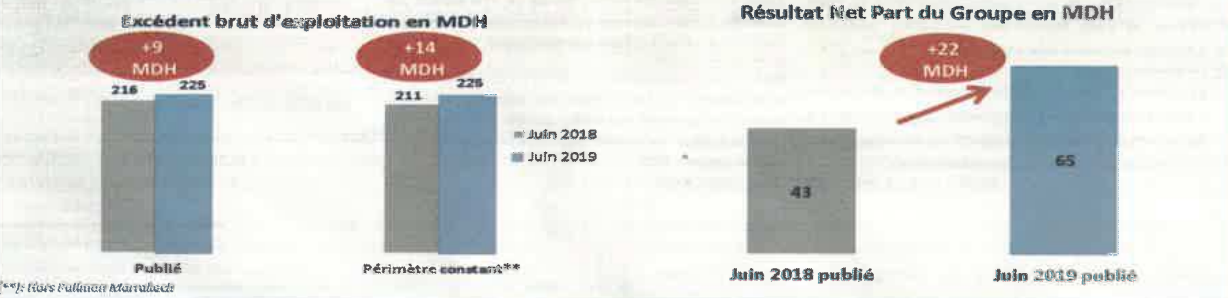 Excédent brut d'exploitation en MDH
+9
MDH
216
225
+14
MDH
211
225
Juin 2018
Juin 2019
Publié
Périmètre constant**
(**): Hors Pullman Marrakech
Résultat Net Part du Groupe en MDH
+22
MDH
43
65
Juin 2018 publié
Juin 2019 publié